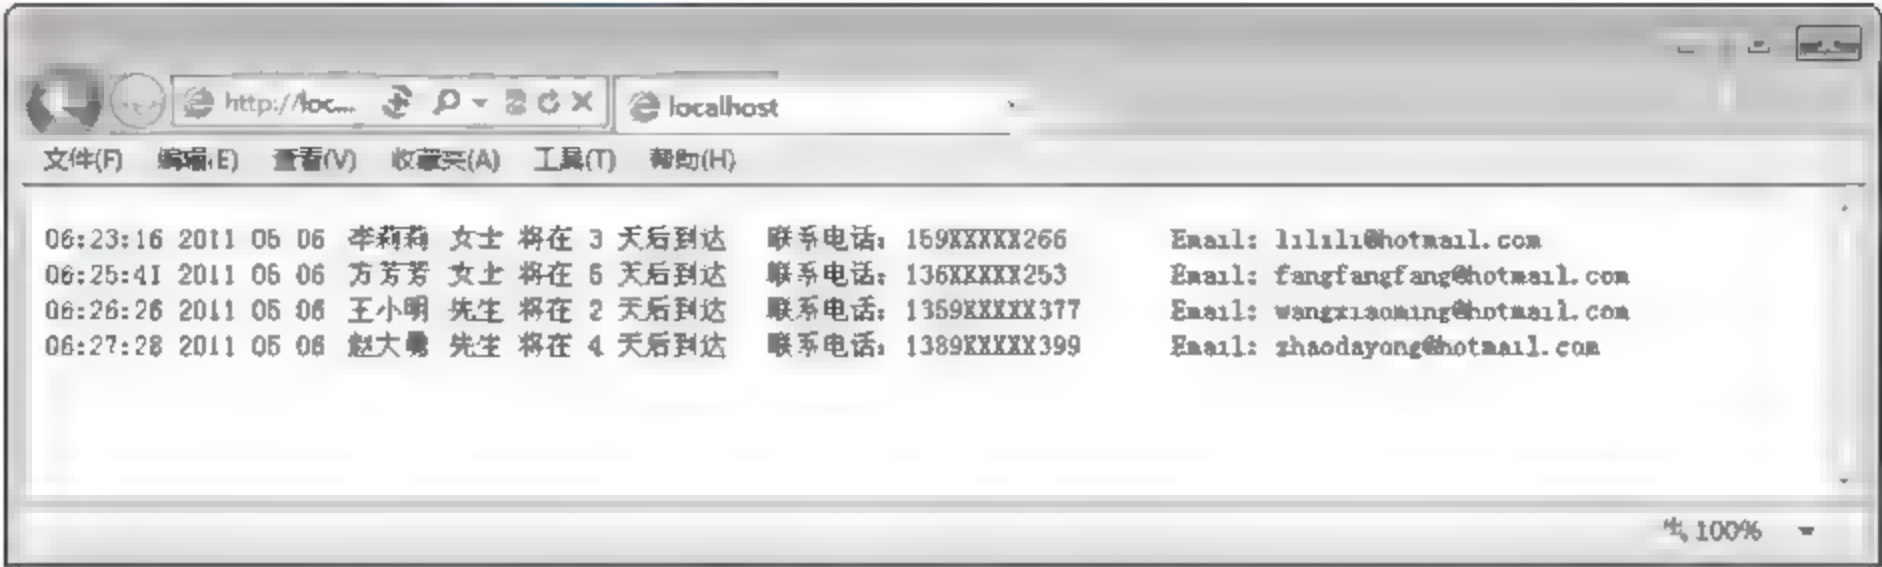 http://loc... localhost
文件(F) 编辑(E) 查看(V) 收藏夹(A) 工具(T) 帮助(H)
06:23:16 2011 05 06 李莉莉 女士 将在 3 天后到达 联系电话: 159XXXXX266 Email: lilili@hotmail.com
06:25:41 2011 05 06 方芳芳 女士 将在 5 天后到达 联系电话: 136XXXXX253 Email: fangfangfang@hotmail.com
06:26:26 2011 05 06 王小明 先生 将在 2 天后到达 联系电话: 1359XXXXX377 Email: wangxiaoming@hotmail.com
06:27:28 2011 05 06 赵大勇 先生 将在 4 天后到达 联系电话: 1389XXXXX399 Email: zhaodayong@hotmail.com
100%